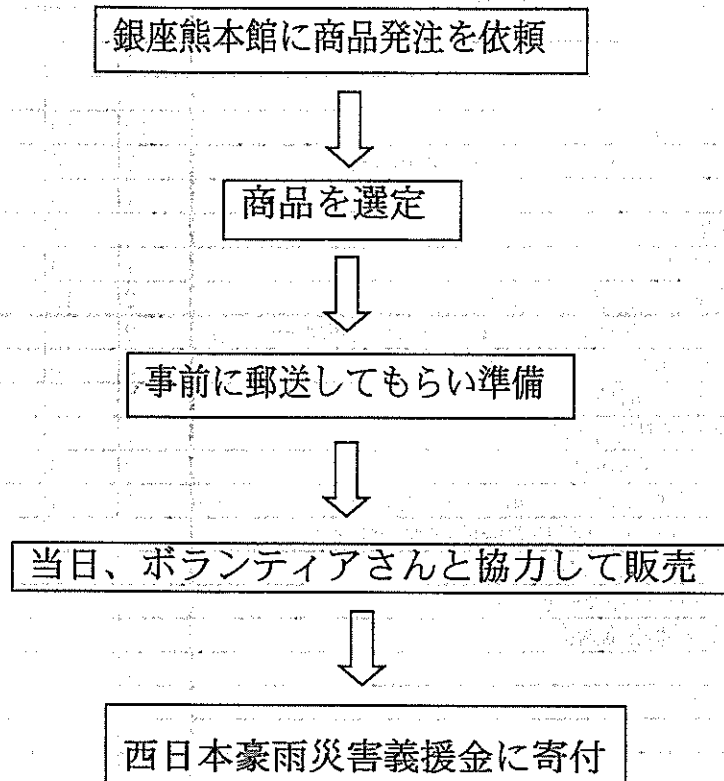 銀座熊本館に商品発注を依頼
商品を選定
事前に郵送してもらい準備
当日、ボランティアさんと協力して販売
西日本豪雨災害義援金に寄付